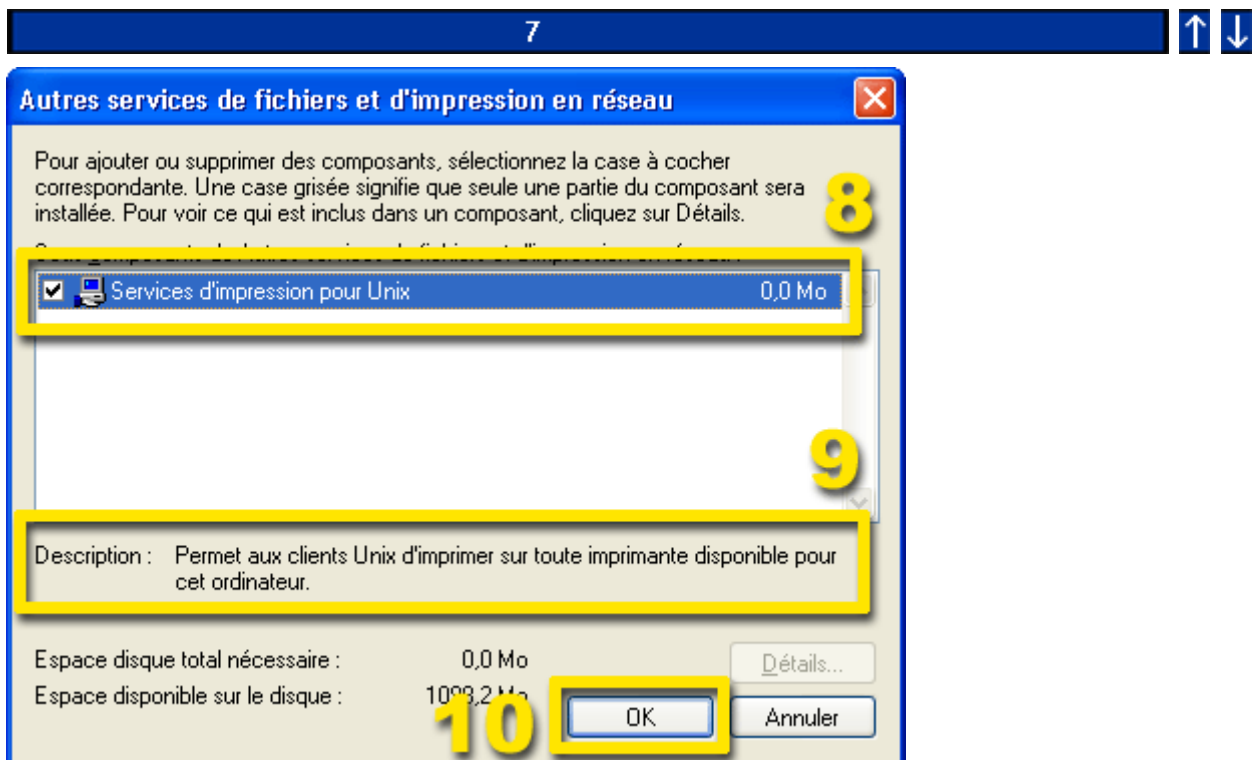 7 ↑ ↓
Autres services de fichiers et d'impression en réseau
Pour ajouter ou supprimer des composants, sélectionnez la case à cocher
correspondante. Une case grisée signifie que seule une partie du composant sera
installée. Pour voir ce qui est inclus dans un composant, cliquez sur Détails.
8
Services d'impression pour Unix 0,0 Mo
9
Description : Permet aux clients Unix d'imprimer sur toute imprimante disponible pour
cet ordinateur.
Espace disque total nécessaire : 0,0 Mo
Détails...
Espace disponible sur le disque :
10
OK
Annuler